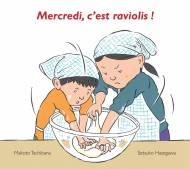 Mercredi, c'est raviolis !
Makoto Tachibana
Setsuko Hasegawa